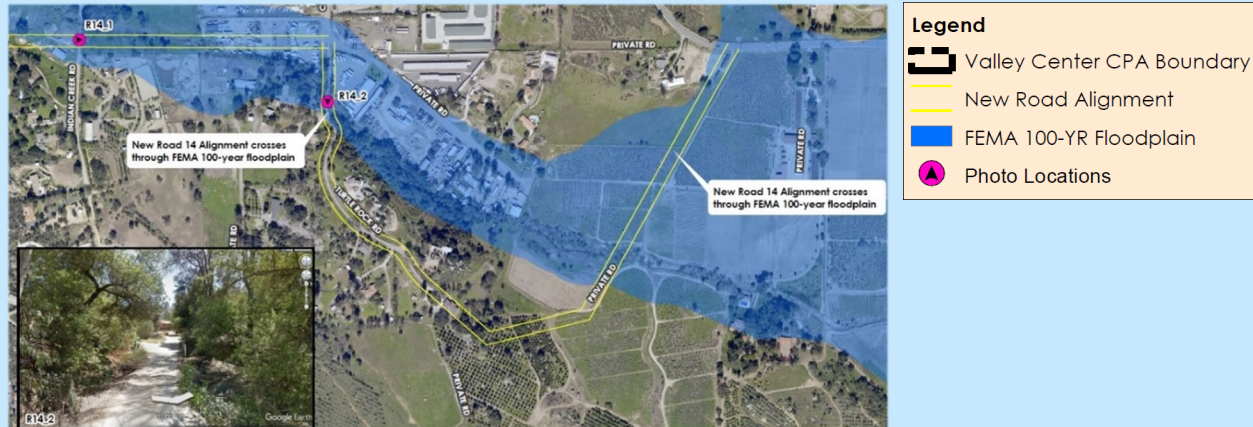 R14_1
INDIAN CREEK RD
R14_2
PRIVATE RD
PRIVATE RD
New Road 14 Alignment crosses
through FEMA 100-year floodplain
TURTLE ROCK RD
PRIVATE RD
New Road 14 Alignment crosses
through FEMA 100-year floodplain
TE RD
PRIVATE RD
PRIVATE RD
R14_2
Google Earth
Legend
Valley Center CPA Boundary
New Road Alignment
FEMA 100-YR Floodplain
Photo Locations